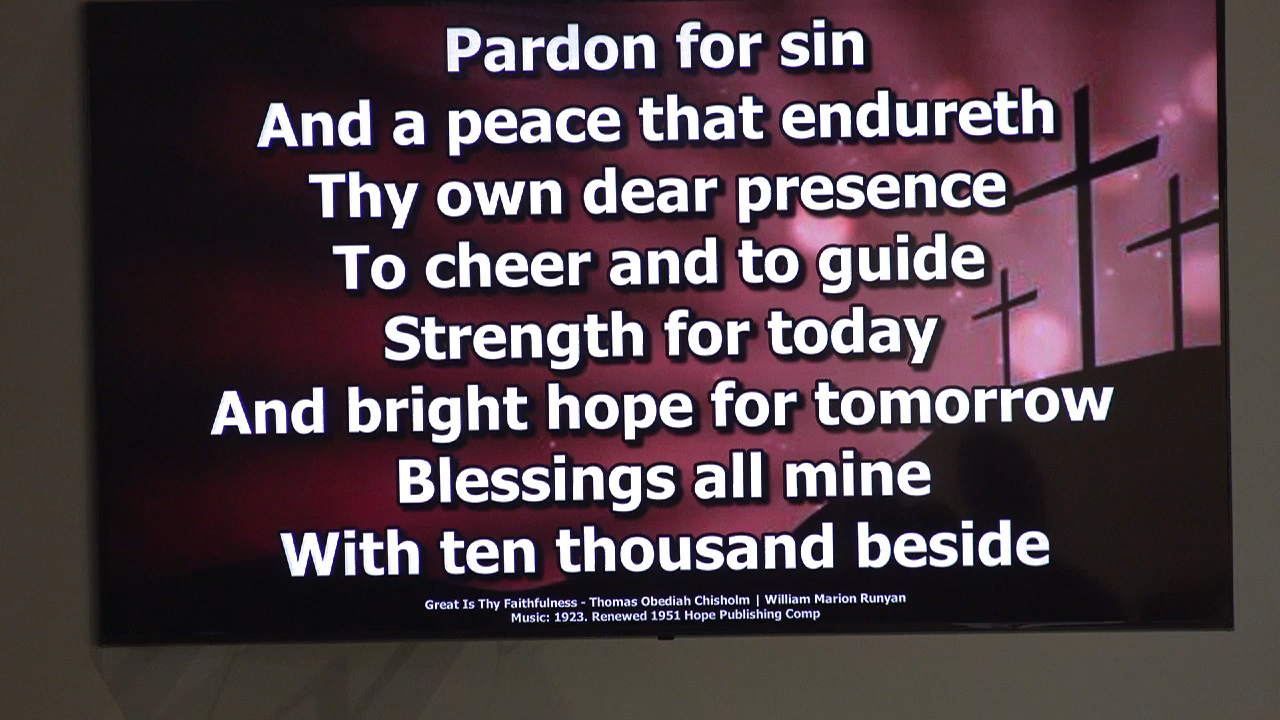 Pardon for sin
And a peace that endureth
Thy own dear presence
To cheer and to guide
Strength for today
And bright hope for tomorrow
Blessings all mine
With ten thousand beside
Great Is Thy Faithfulness - Thomas Obediah Chisholm | William Marion Runyan
Music: 1923. Renewed 1951 Hope Publishing Comp